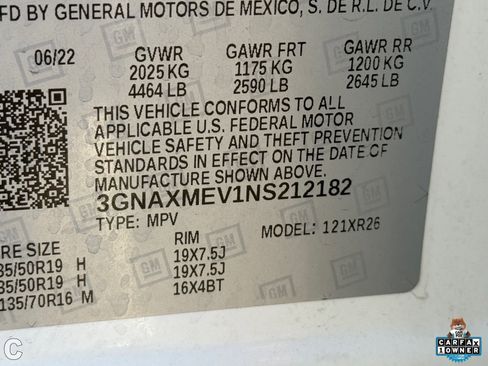 FD BY GENERAL MOTORS DE MEXICO, S. DE R.L. DE C.V.
06/22 GVWR GAWR FRT GAWR RR
2025 KG 1175 KG 1200 KG
4464 LB 2590 LB 2645 LB
THIS VEHICLE CONFORMS TO ALL
APPLICABLE U.S. FEDERAL MOTOR
VEHICLE SAFETY AND THEFT PREVENTION
STANDARDS IN EFFECT ON THE DATE OF
MANUFACTURE SHOWN ABOVE.
3GNAXMEV1NS212182
TYPE: MPV MODEL: 121XR26
RE SIZE RIM
35/50R19 H 19X7.5J
35/50R19 H 19X7.5J
135/70R16 M 16X4BT
GM
C
CARFAX
1 OWNER